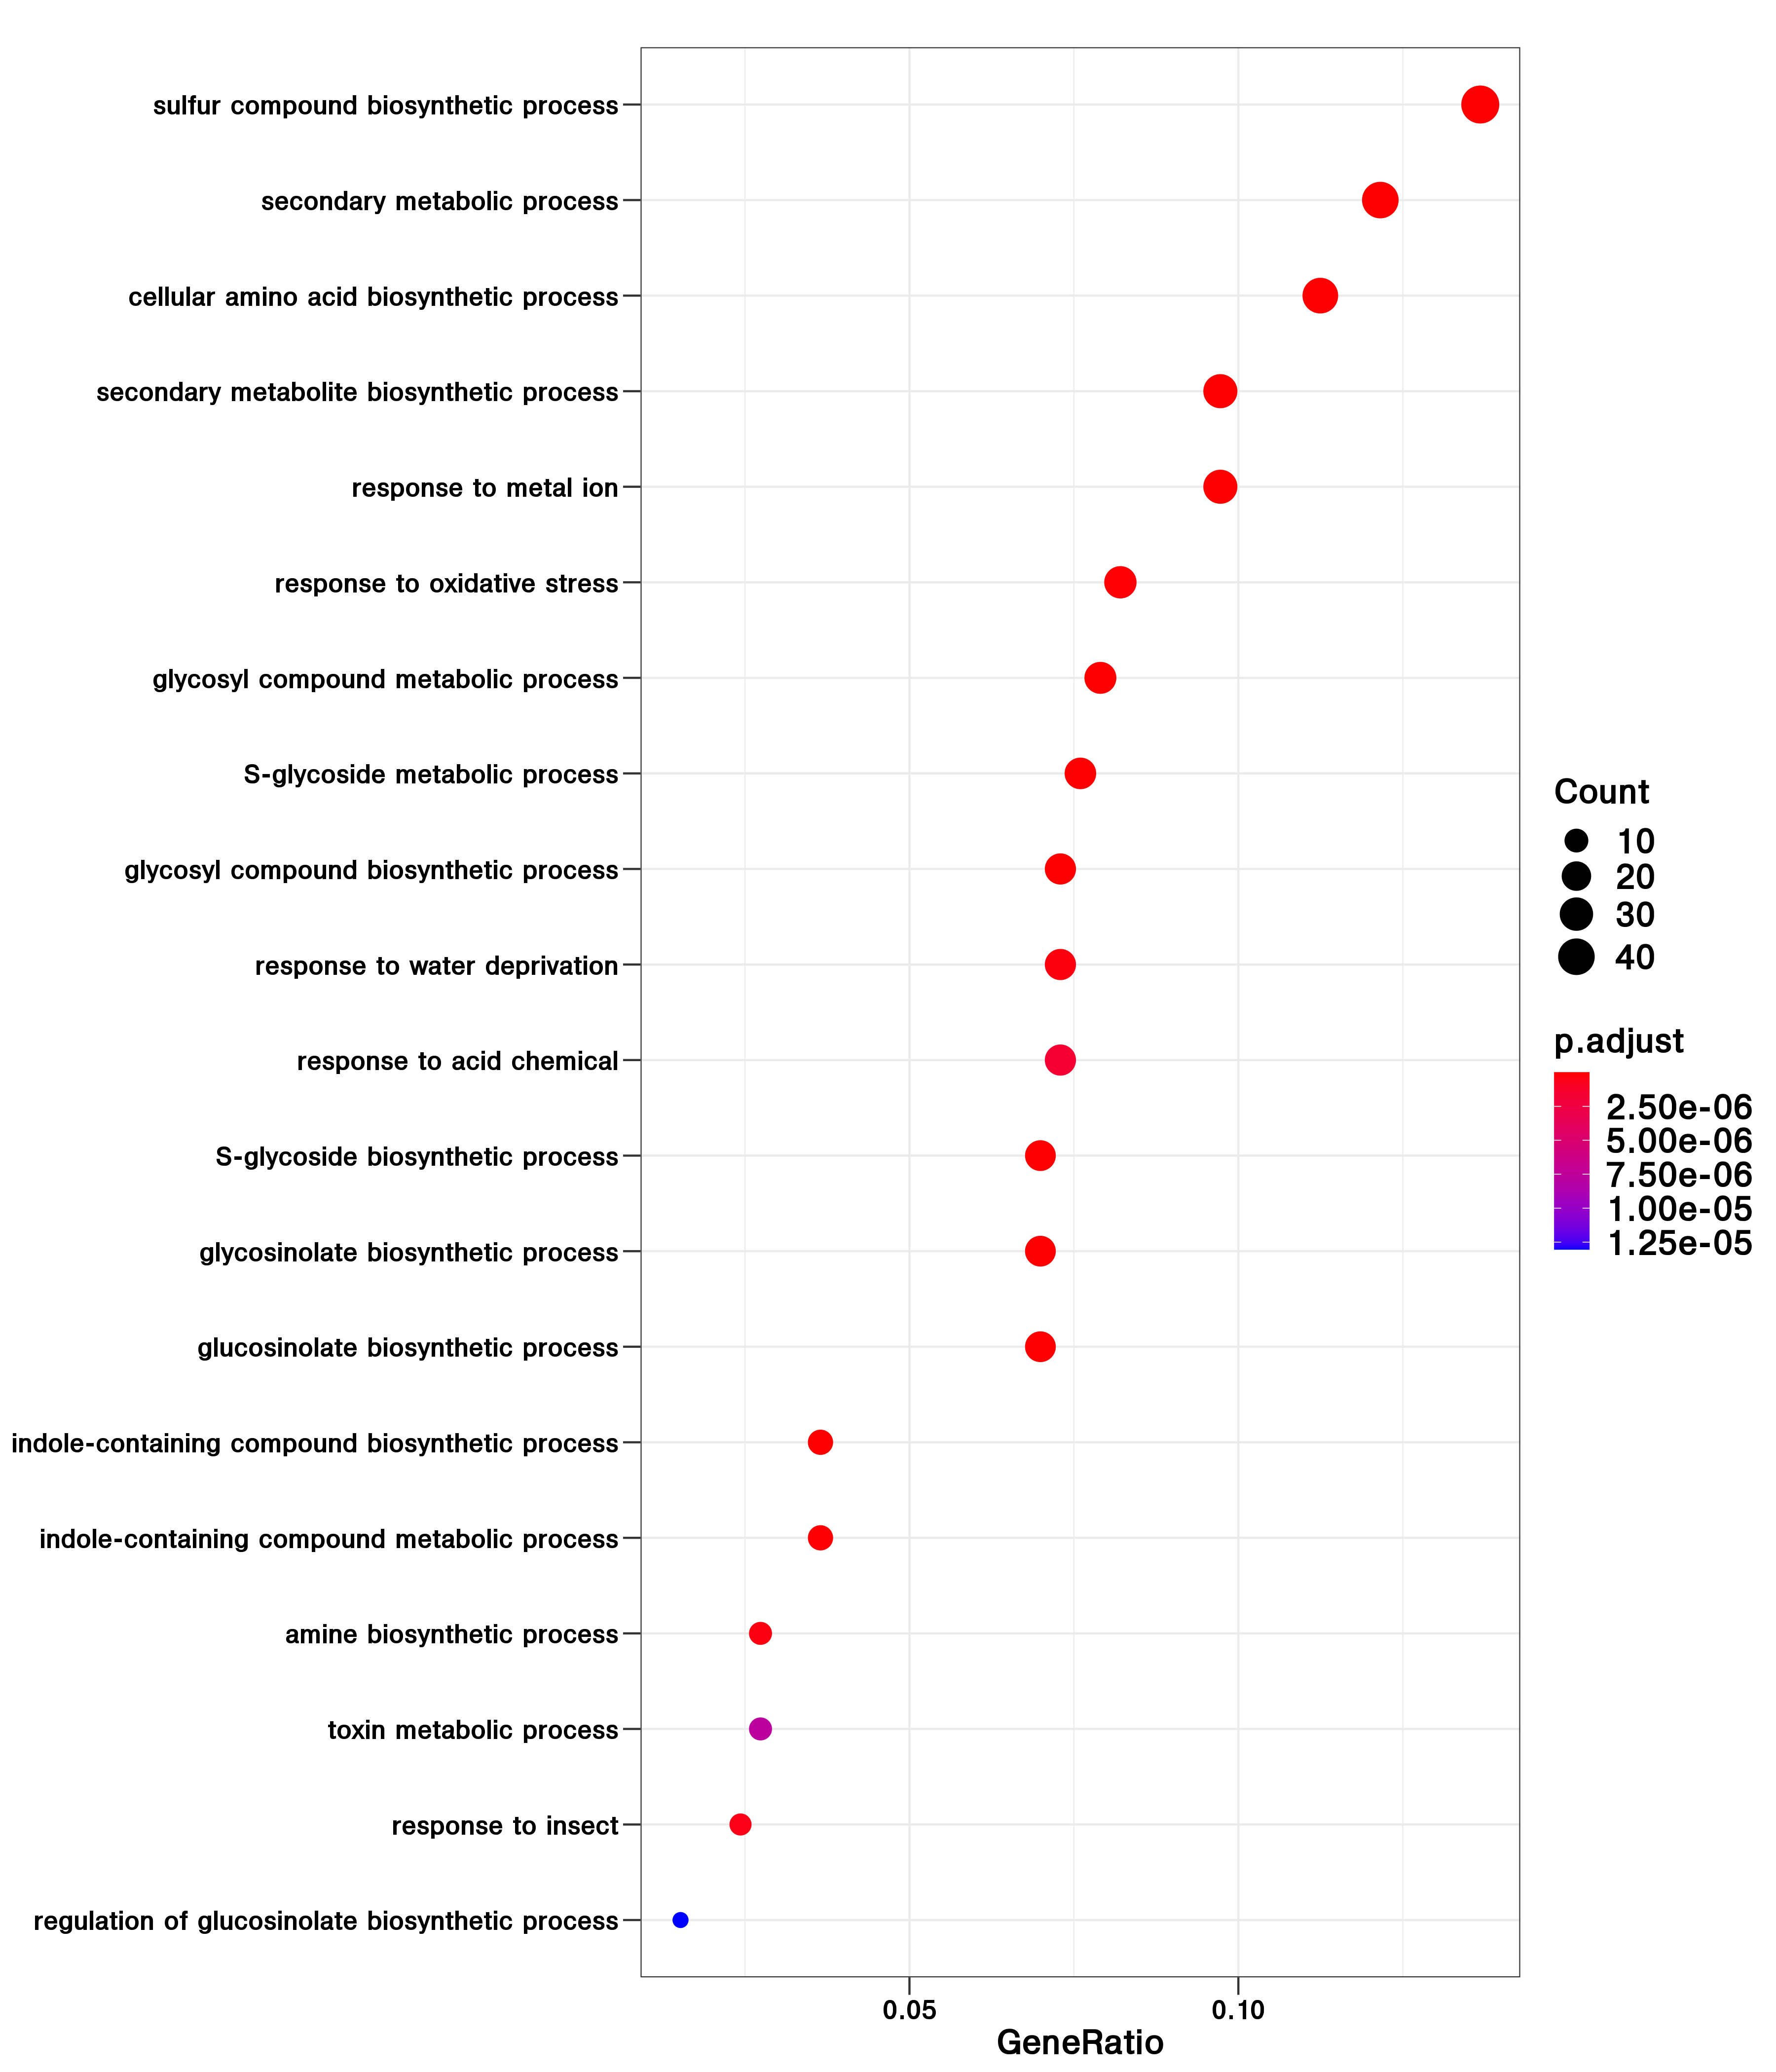 sulfur compound biosynthetic process
secondary metabolic process
cellular amino acid biosynthetic process
secondary metabolite biosynthetic process
response to metal ion
response to oxidative stress
glycosyl compound metabolic process
S-glycoside metabolic process
glycosyl compound biosynthetic process
response to water deprivation
response to acid chemical
S-glycoside biosynthetic process
glycosinolate biosynthetic process
glucosinolate biosynthetic process
indole-containing compound biosynthetic process
indole-containing compound metabolic process
amine biosynthetic process
toxin metabolic process
response to insect
regulation of glucosinolate biosynthetic process
0.05 0.10
GeneRatio
Count
10
20
30
40
p.adjust
2.50e-06
5.00e-06
7.50e-06
1.00e-05
1.25e-05